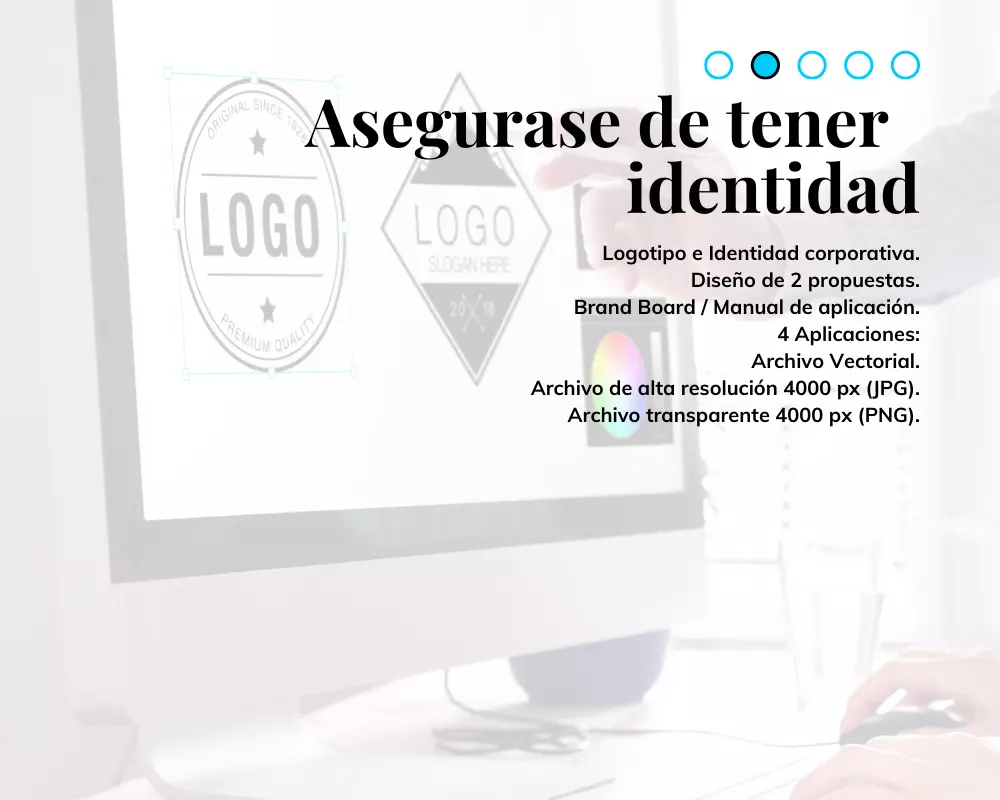 Asegurase de tener
identidad
Logotipo e Identidad corporativa.
Diseño de 2 propuestas.
Brand Board / Manual de aplicación.
4 Aplicaciones:
Archivo Vectorial.
Archivo de alta resolución 4000 px (JPG).
Archivo transparente 4000 px (PNG).
ORIGINAL SINCE 1926
LOGO
PREMIUM QUALITY
LOGO
SLOGAN HERE
20 18